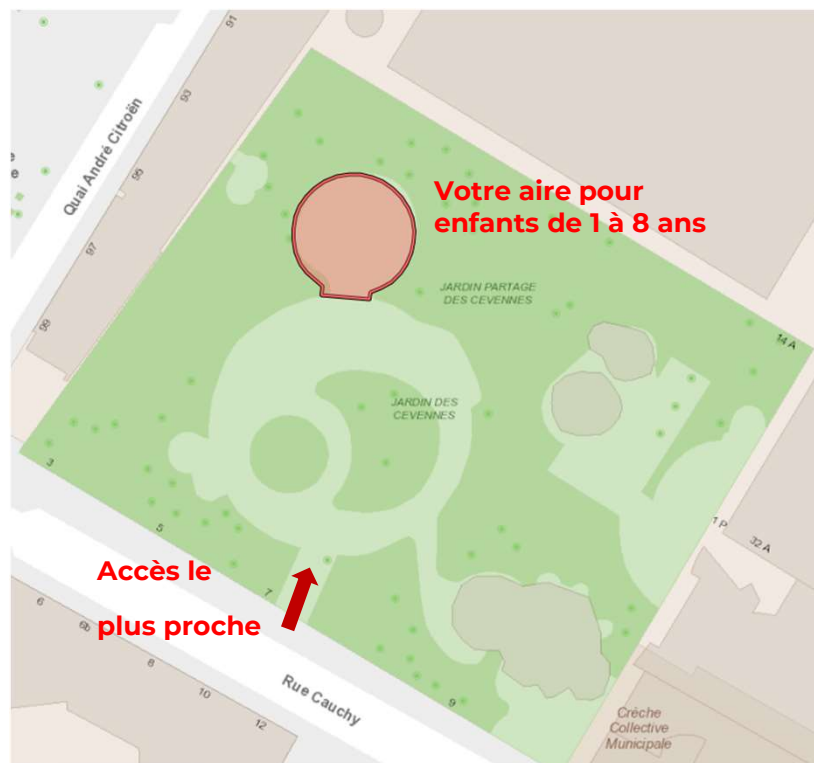 91
93
95
97
99
Quai André Citroën
e
e
Votre aire pour
enfants de 1 à 8 ans
JARDIN PARTAGE
DES CEVENNES
14 A
JARDIN DES
CEVENNES
3
5
7
9
1 P
32 A
Accès le
plus proche
6
6b
8
10
12
Rue Cauchy
Crèche
Collective
Municipale